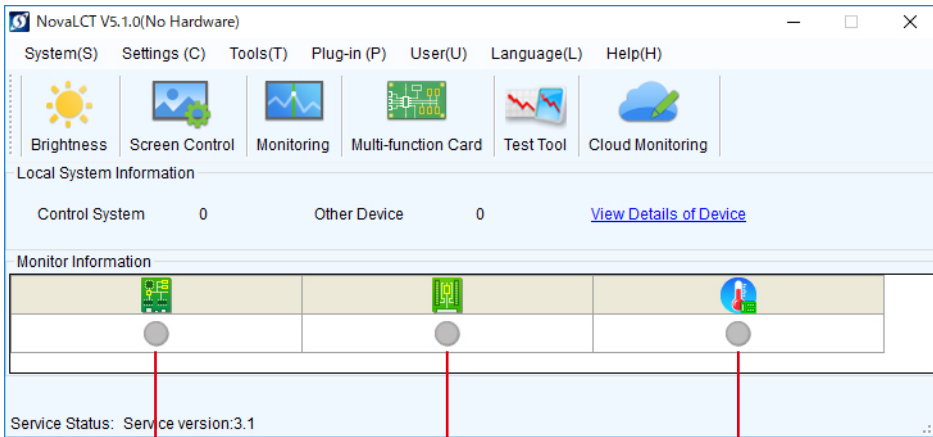 NovaLCT V5.1.0(No Hardware)
System(S) Settings (C) Tools(T) Plug-in (P) User(U) Language(L) Help(H)
Brightness Screen Control Monitoring Multi-function Card Test Tool Cloud Monitoring
Local System Information
Control System 0 Other Device 0 View Details of Device
Monitor Information
Service Status: Service version:3.1